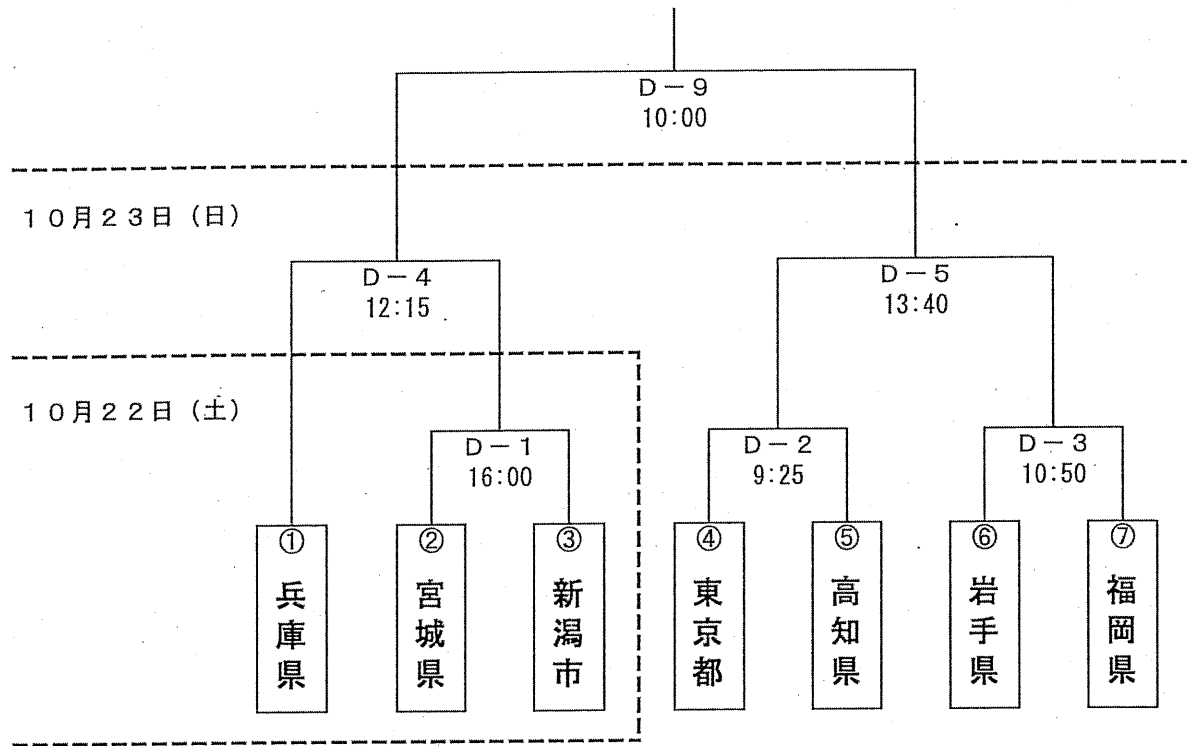 D－9
10:00
１０月２３日（日）
D－4
12:15
D－5
13:40
１０月２２日（土）
D－1
16:00
D－2
9:25
D－3
10:50
①
兵庫県
②
宮城県
③
新潟市
④
東京都
⑤
高知県
⑥
岩手県
⑦
福岡県